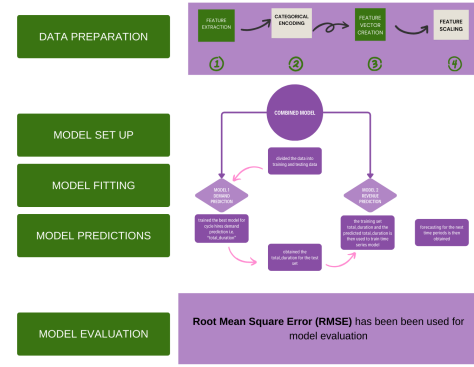 DATA PREPARATION
FEATURE
EXTRACTION
CATEGORICAL
ENCODING
FEATURE
VECTOR
CREATION
FEATURE
SCALING
1
2
3
4
MODEL SET UP
COMBINED MODEL
divided the data into
training and testing data
MODEL FITTING
MODEL 1
DEMAND
PREDICTION
MODEL 2
REVENUE
PREDICTION
MODEL PREDICTIONS
trained the best model for
cycle hires demand
prediction i.e.
"total_duration"
obtained the
total_duration for the test
set
the training set
total_duration and the
predicted total_duration is
then used to train time
series model
forecasting for the next
time periods is then
obtained
MODEL EVALUATION
Root Mean Square Error (RMSE) has been been used for
model evaluation